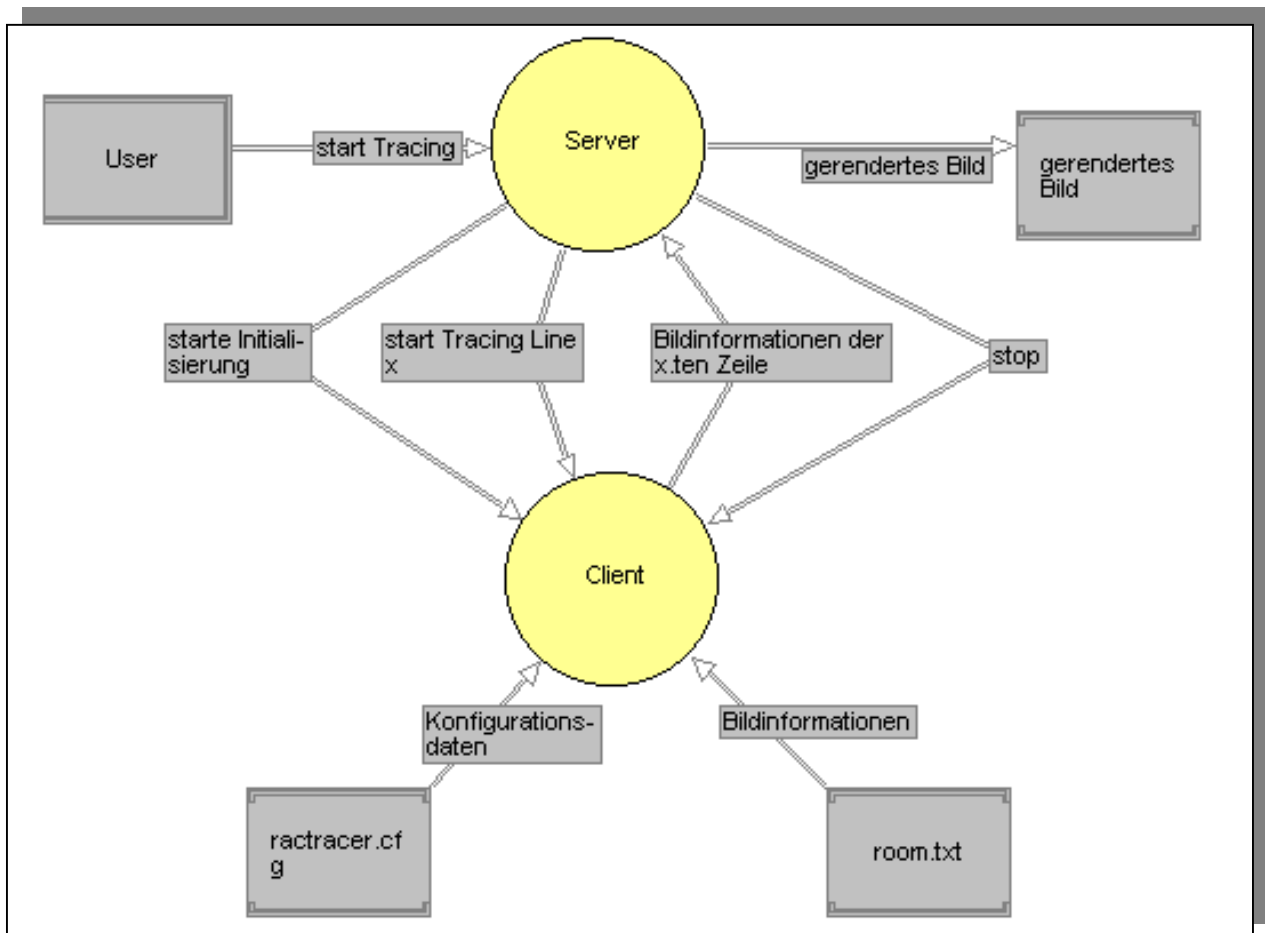 User
start Tracing
Server
gerendertes Bild
gerendertes
Bild
starte Initiali-
sierung
start Tracing Line
x
Bildinformationen der
x.ten Zeile
stop
Client
Konfigurations-
daten
Bildinformationen
ractracer.cf
g
room.txt